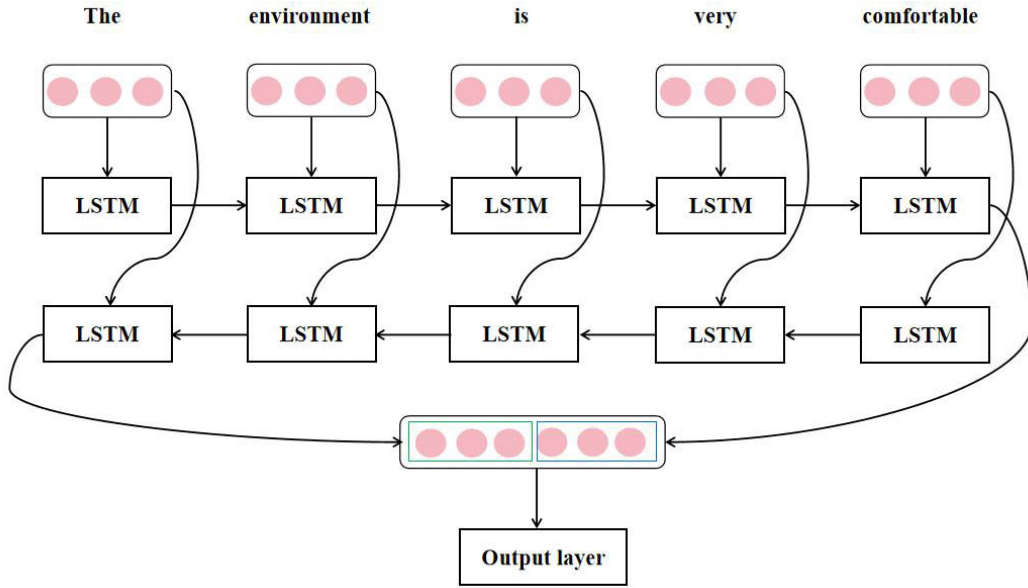 The environment is very comfortable
LSTM LSTM LSTM LSTM LSTM
LSTM LSTM LSTM LSTM LSTM
Output layer